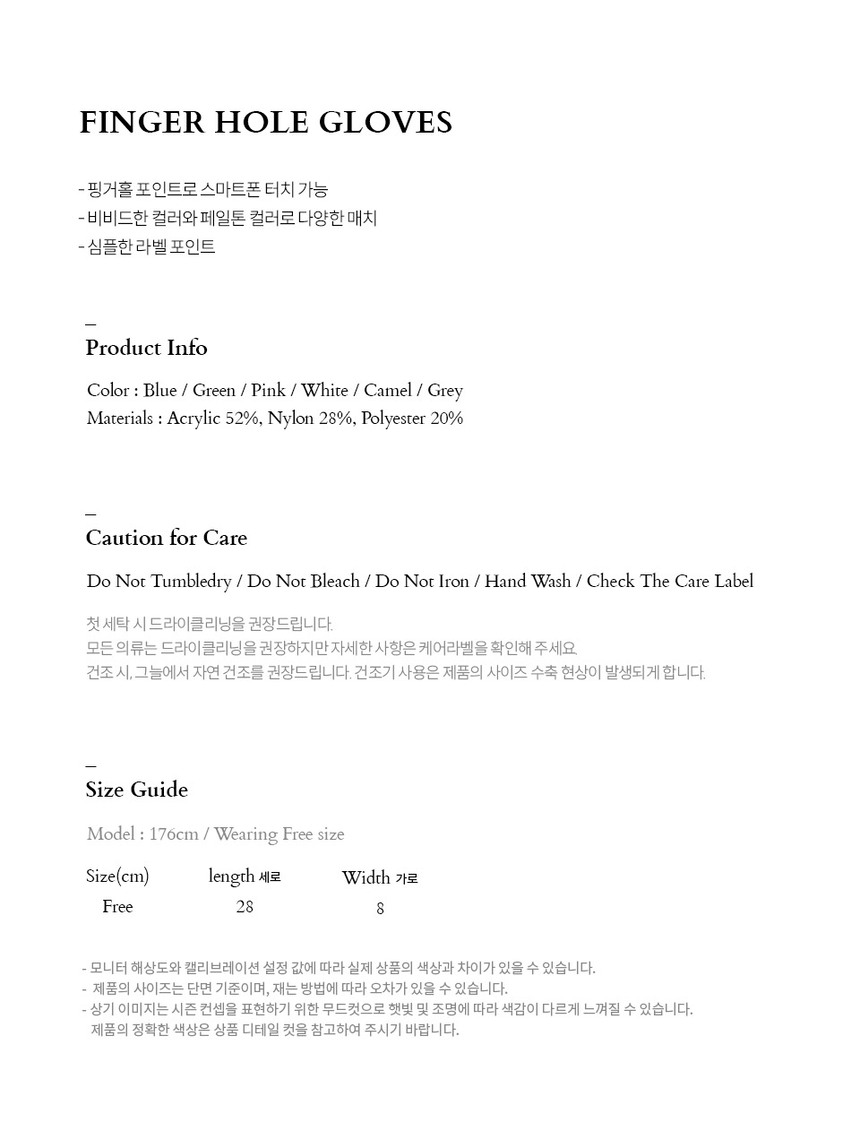 FINGER HOLE GLOVES
- 핑거홀 포인트로 스마트폰 터치 가능
- 비비드한 컬러와 페일톤 컬러로 다양한 매치
- 심플한 라벨 포인트
–
Product Info
Color : Blue / Green / Pink / White / Camel / Grey
Materials : Acrylic 52%, Nylon 28%, Polyester 20%
–
Caution for Care
Do Not Tumbledry / Do Not Bleach / Do Not Iron / Hand Wash / Check The Care Label
첫 세탁 시 드라이클리닝을 권장드립니다.
모든 의류는 드라이클리닝을 권장하지만 자세한 사항은 케어라벨을 확인해 주세요.
건조 시, 그늘에서 자연 건조를 권장드립니다. 건조기 사용은 제품의 사이즈 수축 현상이 발생되게 합니다.
–
Size Guide
Model : 176cm / Wearing Free size
Size(cm) length 세로 Width 가로
Free 28 8
- 모니터 해상도와 캘리브레이션 설정 값에 따라 실제 상품의 색상과 차이가 있을 수 있습니다.
- 제품의 사이즈는 단면 기준이며, 재는 방법에 따라 오차가 있을 수 있습니다.
- 상기 이미지는 시즌 컨셉을 표현하기 위한 무드컷으로 햇빛 및 조명에 따라 색감이 다르게 느껴질 수 있습니다.
제품의 정확한 색상은 상품 디테일 컷을 참고하여 주시기 바랍니다.